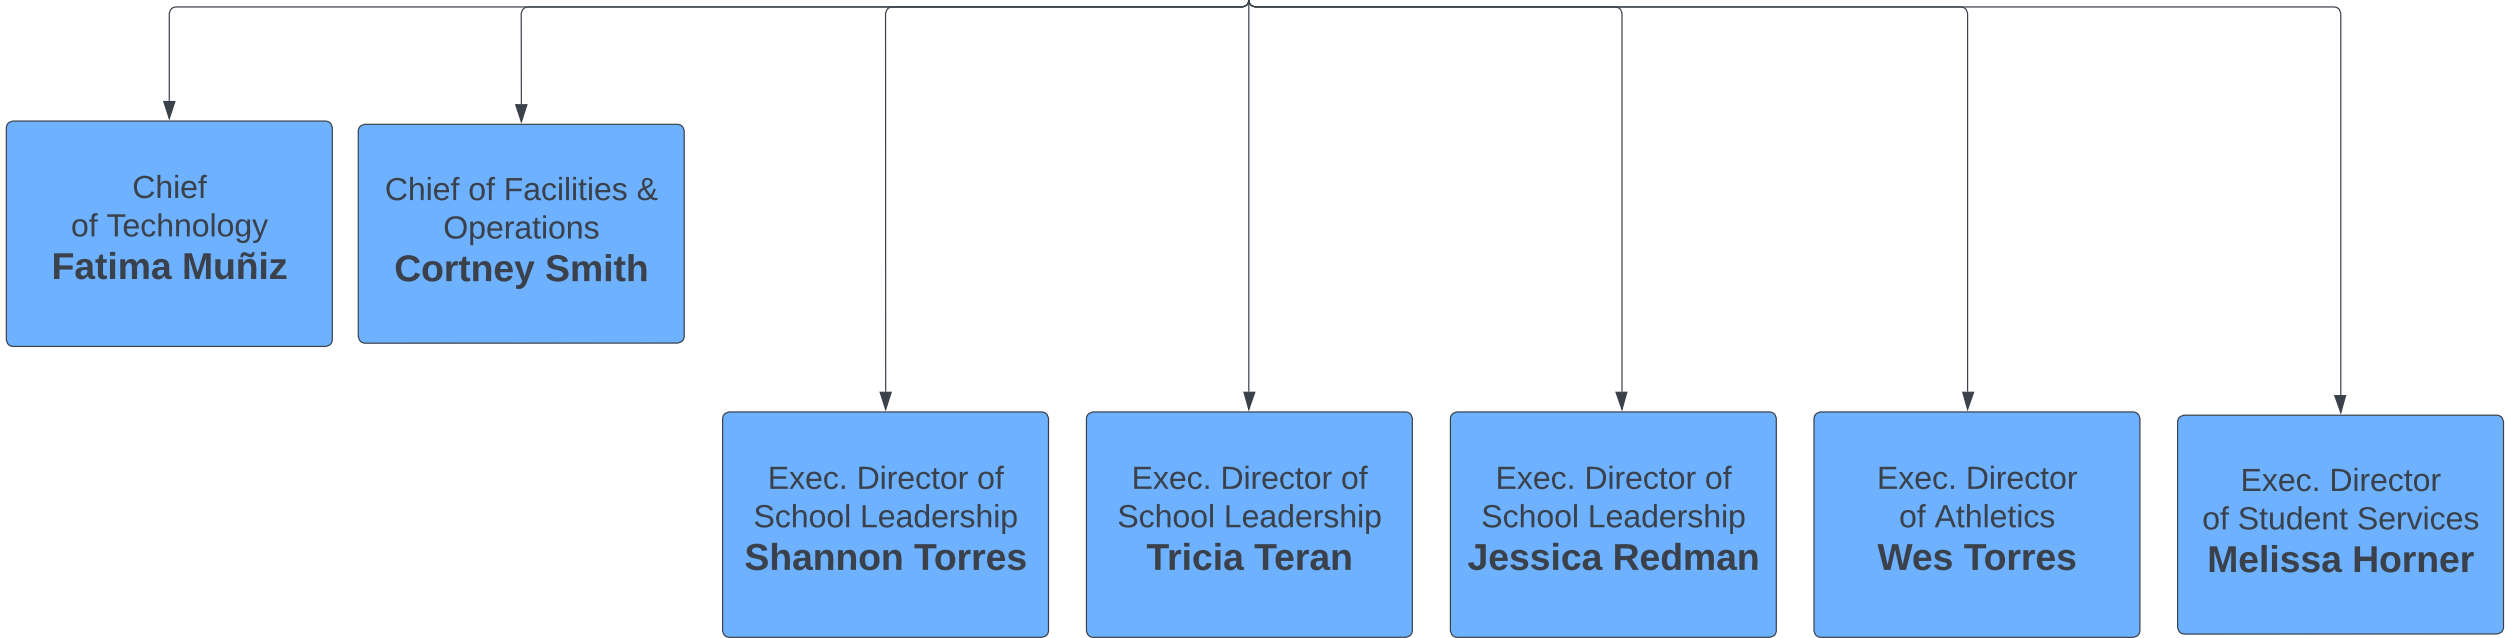 Chief
of Technology
Fatima Muñiz
Chief of Facilities &
Operations
Cortney Smith
Exec. Director of
School Leadership
Shannon Torres
Exec. Director of
School Leadership
Tricia Teran
Exec. Director of
School Leadership
Jessica Redman
Exec. Director
of Athletics
Wes Torres
Exec. Director
of Student Services
Melissa Horner